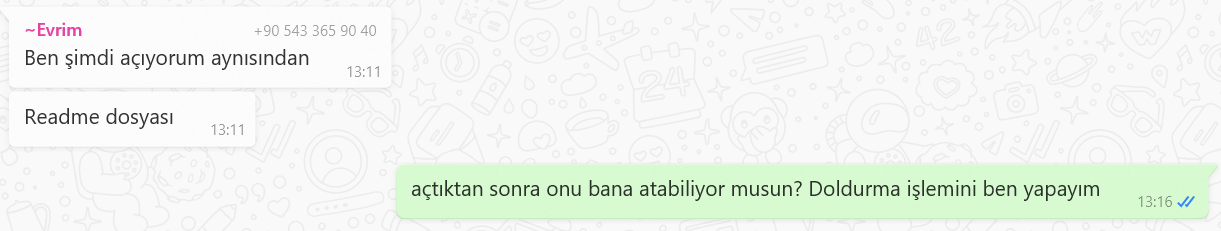 ~Evrim +90 543 365 90 40
Ben şimdi açıyorum aynısından
13:11
Readme dosyası
13:11
açtıktan sonra onu bana atabiliyor musun? Doldurma işlemini ben yapayım
13:16